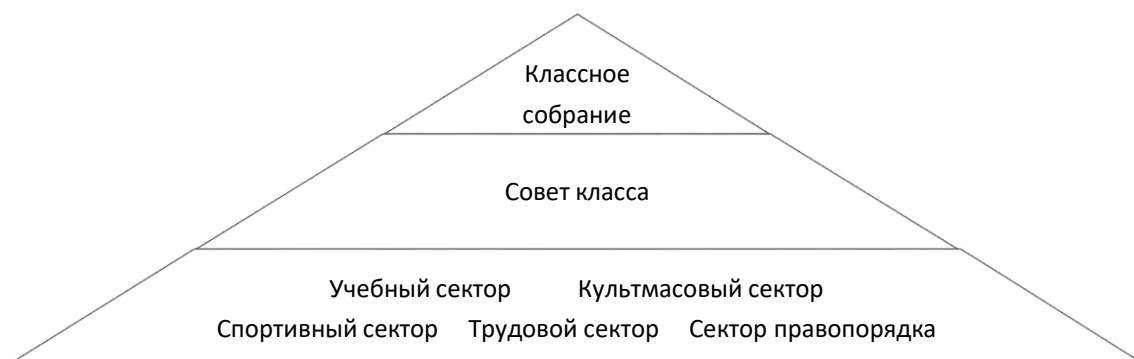 Классное
собрание
Совет класса
Учебный сектор Культмасовый сектор
Спортивный сектор Трудовой сектор Сектор правопорядка